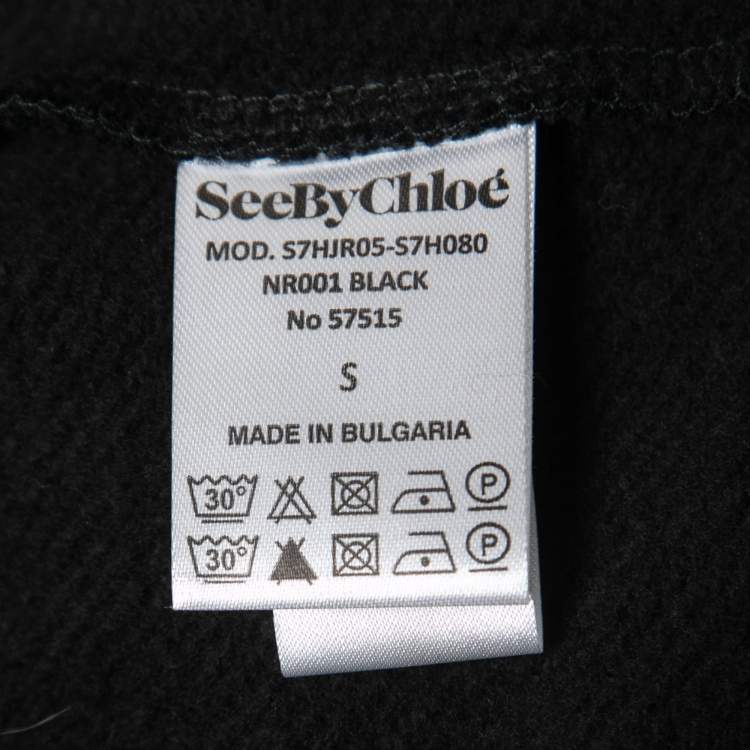 SeeByChloé
MOD. S7HJR05-S7H080
NR001 BLACK
No 57515
S
MADE IN BULGARIA
30° P
30° P